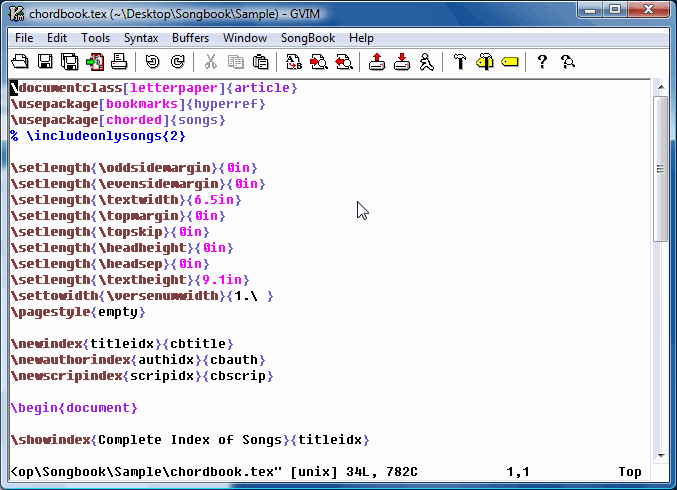 chordbook.tex (~\Desktop\Songbook\Sample) - GVIM
File Edit Tools Syntax Buffers Window SongBook Help
\documentclass[letterpaper]{article}
\usepackage[bookmarks]{hyperref}
\usepackage[chorded]{songs}
% \includeonlysongs{2}
\setlength{\oddsidemargin}{0in}
\setlength{\evensidemargin}{0in}
\setlength{\textwidth}{6.5in}
\setlength{\topmargin}{0in}
\setlength{\topskip}{0in}
\setlength{\headheight}{0in}
\setlength{\headsep}{0in}
\setlength{\textheight}{9.1in}
\settowidth{\versenumwidth}{1.\ }
\pagestyle{empty}
\newindex{titleidx}{cbtitle}
\newauthorindex{authidx}{cbauth}
\newscripindex{scripidx}{cbscrip}
\begin{document}
\showindex{Complete Index of Songs}{titleidx}
<op\Songbook\Sample\chordbook.tex" [unix] 34L, 782C 1,1 Top